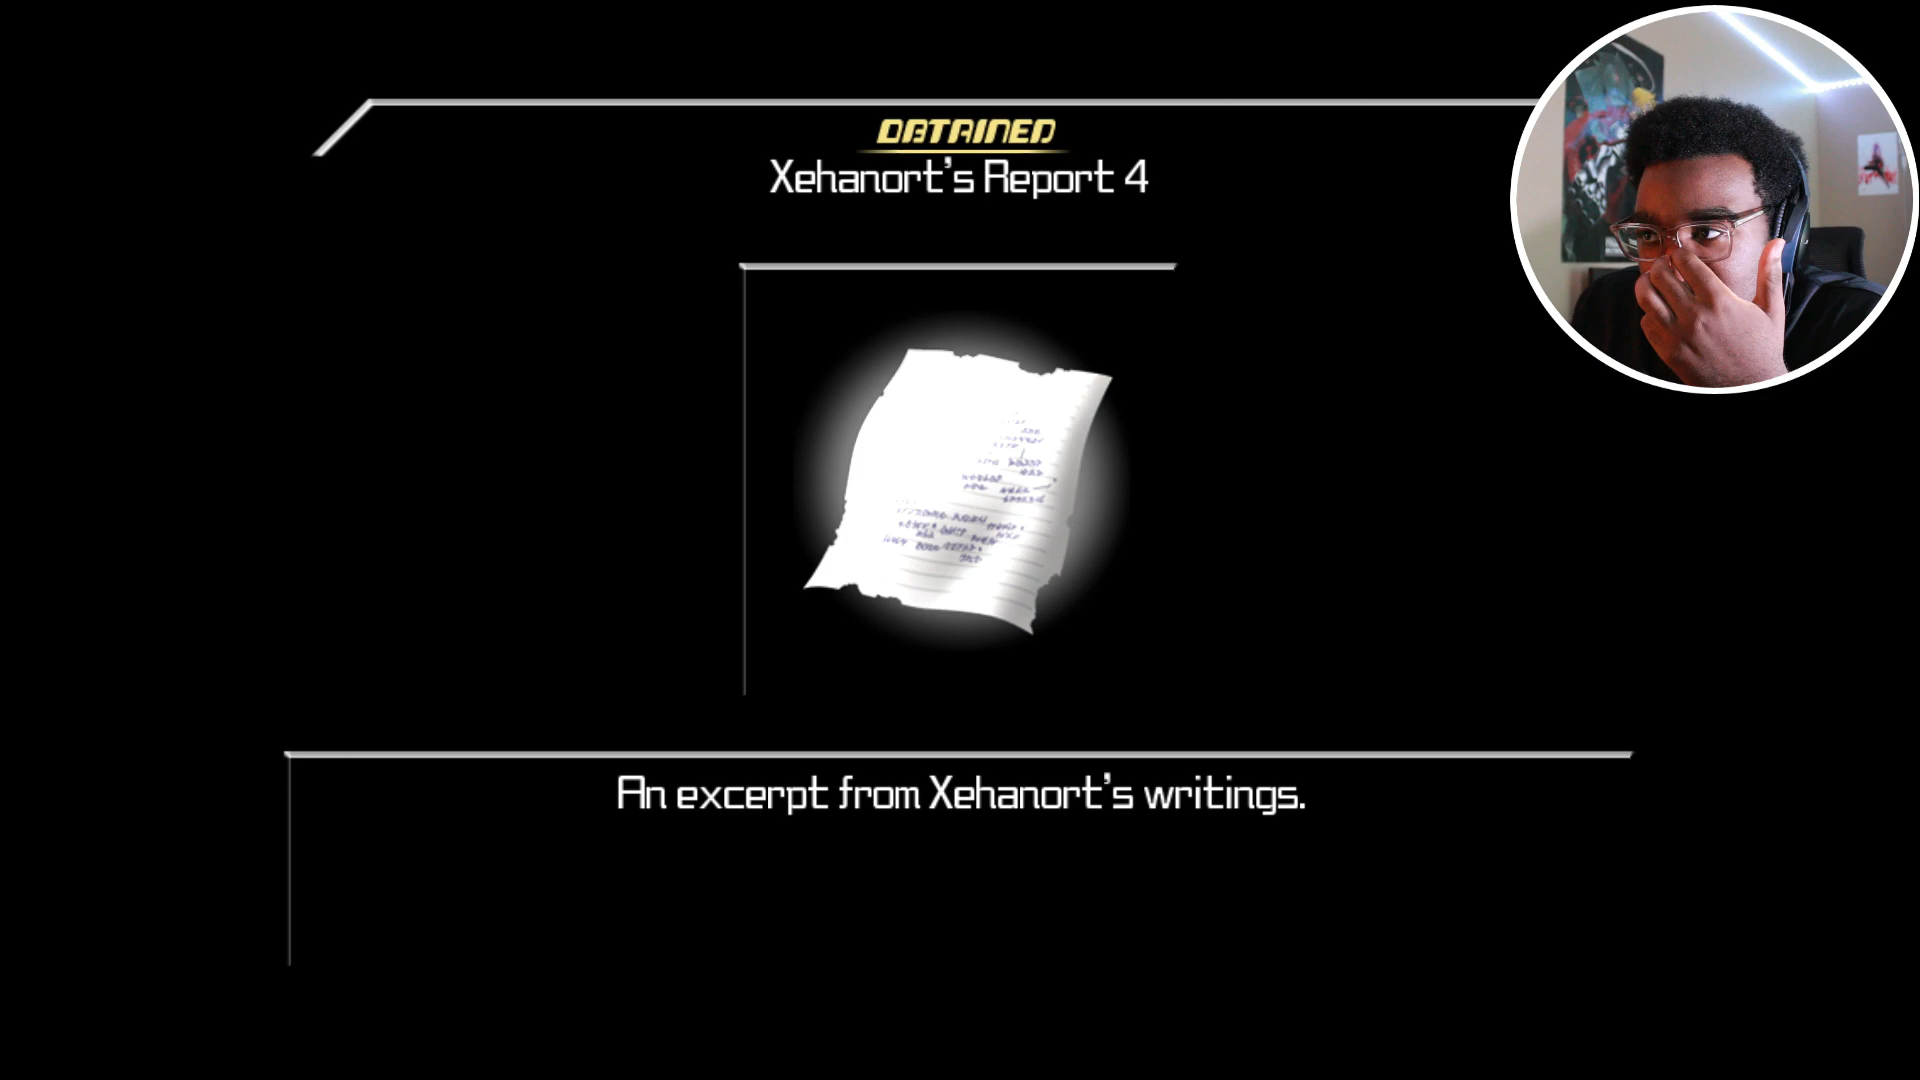 OBTAINED
Xehanort's Report 4
An excerpt from Xehanort's writings.